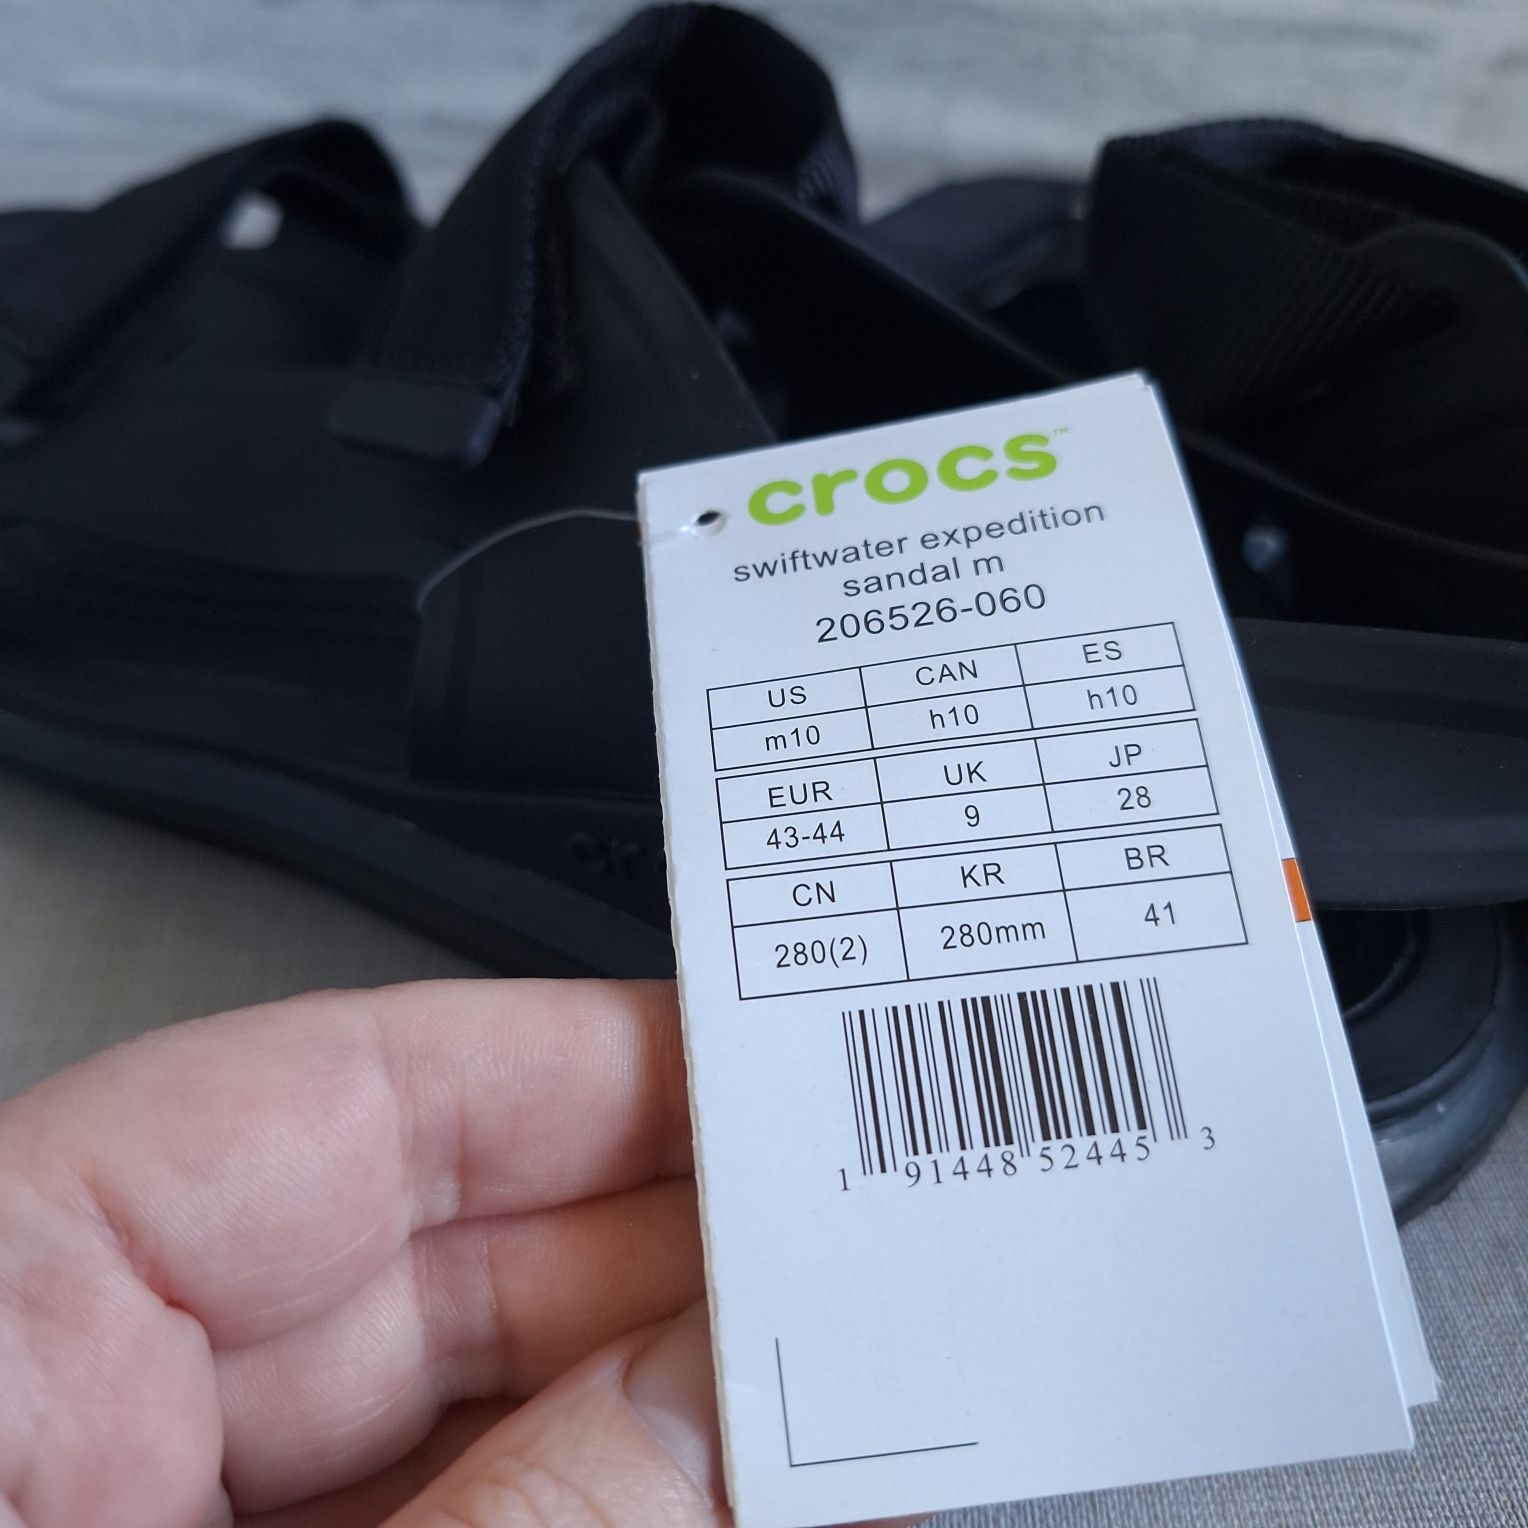 crocs™
swiftwater expedition
sandal m
206526-060
US CAN ES
m10 h10 h10
EUR UK JP
43-44 9 28
CN KR BR
280(2) 280mm 41
1 91448 52445 3